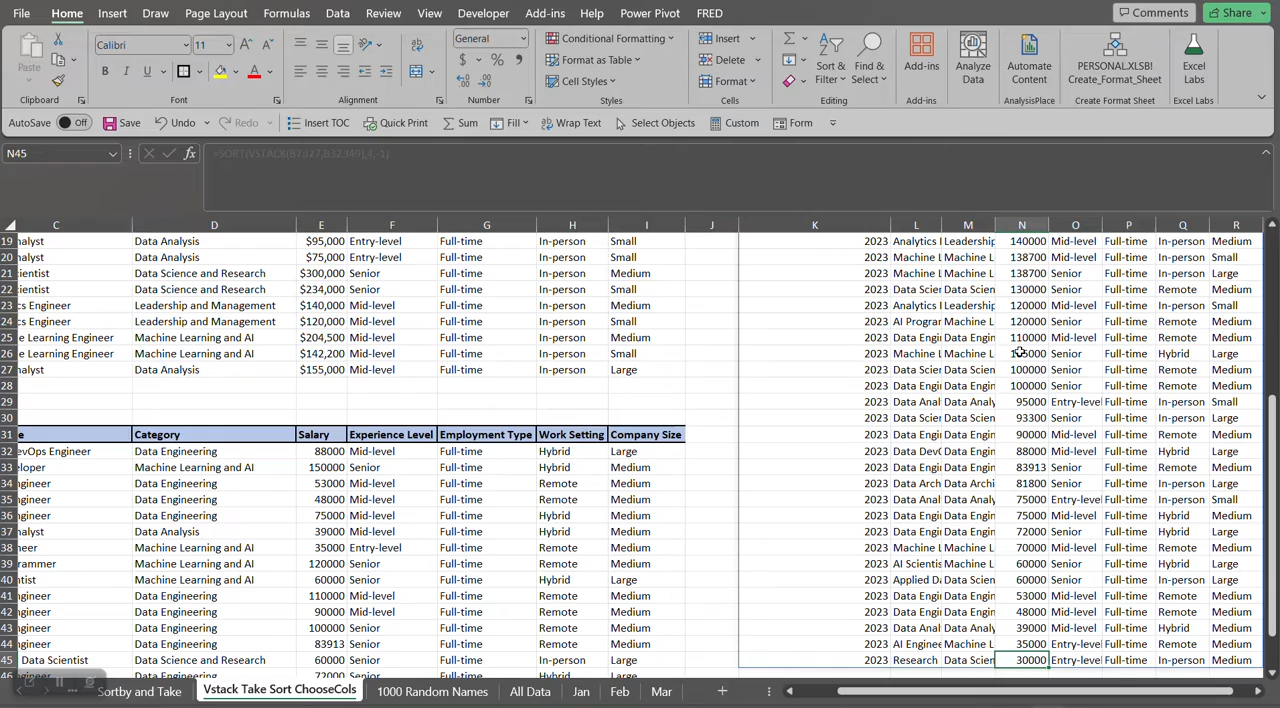 File Home Insert Draw Page Layout Formulas Data Review View Developer Add-ins Help Power Pivot FRED Comments Share
Paste Calibri 11 A A General Conditional Formatting Insert Sort & Find & Add-ins Analyze Automate PERSONAL.XLSB! Excel
B I U A $ % Format as Table Delete Filter Select Data Content Create_Format_Sheet Labs
Cell Styles Format
Clipboard Font Alignment Number Styles Cells Editing Add-ins AnalysisPlace Create Format Sheet Excel Labs
AutoSave Off Save Undo Redo Insert TOC Quick Print Sum Fill Wrap Text Select Objects Custom Form
N45 fx =SORT(VSTACK(B7:I27,B32:I49),4,-1)
C D E F G H I J K L M N O P Q R
19 nalyst Data Analysis $95,000 Entry-level Full-time In-person Small 2023 Analytics Leadership 140000 Mid-level Full-time In-person Medium
20 nalyst Data Analysis $75,000 Entry-level Full-time In-person Small 2023 Machine L Machine L 138700 Mid-level Full-time In-person Small
21 cientist Data Science and Research $300,000 Senior Full-time In-person Medium 2023 Machine L Machine L 138700 Senior Full-time In-person Large
22 cientist Data Science and Research $234,000 Senior Full-time In-person Small 2023 Data Scier Data Scien 130000 Senior Full-time Remote Medium
23 cs Engineer Leadership and Management $140,000 Mid-level Full-time In-person Medium 2023 Analytics Leadership 120000 Mid-level Full-time In-person Small
24 cs Engineer Leadership and Management $120,000 Mid-level Full-time In-person Small 2023 AI Program Machine L 120000 Senior Full-time Remote Medium
25 e Learning Engineer Machine Learning and AI $204,500 Mid-level Full-time In-person Medium 2023 Data Engi Data Engin 110000 Mid-level Full-time Remote Medium
26 e Learning Engineer Machine Learning and AI $142,200 Mid-level Full-time In-person Small 2023 Machine L Machine L Senior Full-time Hybrid Large
27 nalyst Data Analysis $155,000 Mid-level Full-time In-person Large 2023 Data Scier Data Scien 100000 Senior Full-time Remote Medium
28 2023 Data Engi Data Engin 100000 Senior Full-time Remote Medium
29 2023 Data Anal Data Analy 95000 Entry-level Full-time In-person Small
30 2023 Data Scier Data Scien 93300 Senior Full-time In-person Large
31 e Category Salary Experience Level Employment Type Work Setting Company Size 2023 Data Engi Data Engin 90000 Mid-level Full-time Remote Medium
32 evOps Engineer Data Engineering 88000 Mid-level Full-time Hybrid Large 2023 Data DevO Data Engin 88000 Mid-level Full-time Hybrid Large
33 eloper Machine Learning and AI 150000 Senior Full-time Hybrid Medium 2023 Data Engi Data Engin 83913 Senior Full-time Remote Medium
34 ngineer Data Engineering 53000 Mid-level Full-time Remote Medium 2023 Data Arch Data Archi 81800 Senior Full-time In-person Medium
35 ngineer Data Engineering 48000 Mid-level Full-time Remote Medium 2023 Data Anal Data Analy 75000 Entry-level Full-time In-person Small
36 ngineer Data Engineering 75000 Mid-level Full-time Hybrid Medium 2023 Data Engi Data Engin 75000 Mid-level Full-time Hybrid Medium
37 nalyst Data Analysis 39000 Mid-level Full-time Hybrid Medium 2023 Data Engi Data Engin 72000 Senior Full-time Hybrid Large
38 neer Machine Learning and AI 35000 Entry-level Full-time Remote Medium 2023 Machine L Machine L 70000 Mid-level Full-time Remote Medium
39 rammer Machine Learning and AI 120000 Senior Full-time Remote Medium 2023 AI Scientis Machine L 60000 Senior Full-time Hybrid Large
40 ntist Machine Learning and AI 60000 Senior Full-time Hybrid Large 2023 Applied Da Data Scien 60000 Senior Full-time In-person Large
41 ngineer Data Engineering 110000 Mid-level Full-time Remote Medium 2023 Data Engi Data Engin 53000 Mid-level Full-time Remote Medium
42 ngineer Data Engineering 90000 Mid-level Full-time Remote Medium 2023 Data Engi Data Engin 48000 Mid-level Full-time Remote Medium
43 ngineer Data Engineering 100000 Senior Full-time Remote Medium 2023 Data Anal Data Analy 39000 Mid-level Full-time Hybrid Medium
44 ngineer Data Engineering 83913 Senior Full-time Remote Medium 2023 AI Enginee Machine L 35000 Entry-level Full-time Remote Medium
45 Data Scientist Data Science and Research 60000 Senior Full-time In-person Large 2023 Research Data Scien 30000 Entry-level Full-time In-person Medium
46 ngineer Data Engineering 72000 Senior Full-time Hybrid Large
Sortby and Take Vstack Take Sort ChooseCols 1000 Random Names All Data Jan Feb Mar